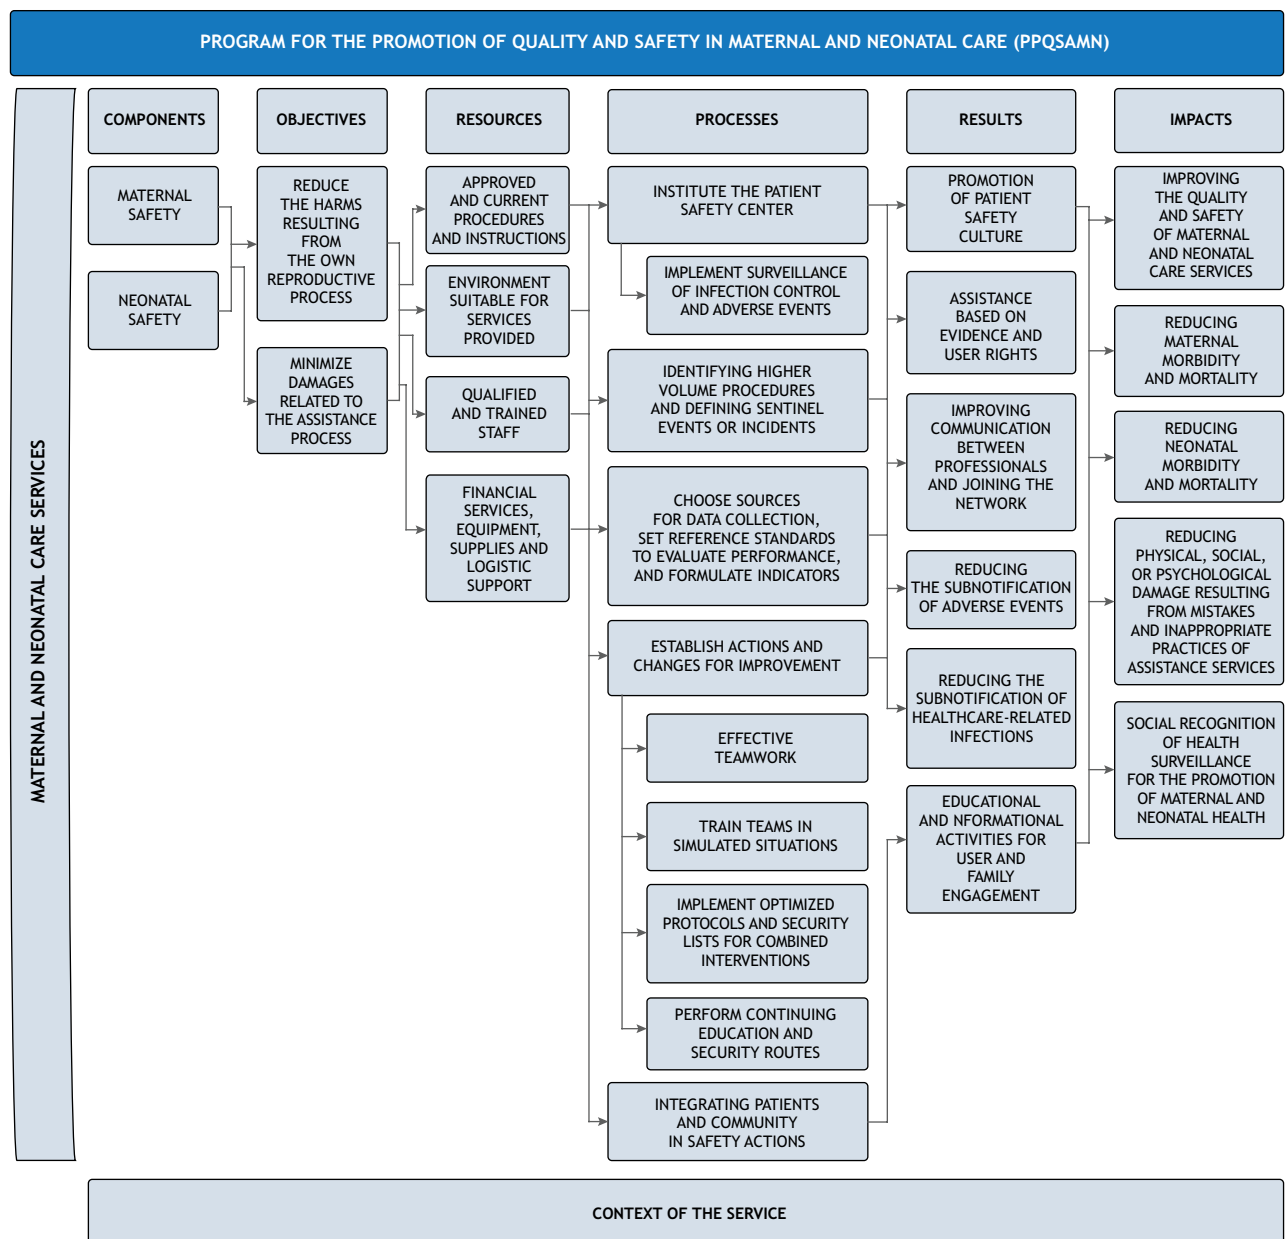 PROGRAM FOR THE PROMOTION OF QUALITY AND SAFETY IN MATERNAL AND NEONATAL CARE (PPQSAMN)
MATERNAL AND NEONATAL CARE SERVICES
COMPONENTS
MATERNAL
SAFETY
NEONATAL
SAFETY
OBJECTIVES
REDUCE
THE HARMS
RESULTING
FROM
THE OWN
REPRODUCTIVE
PROCESS
MINIMIZE
DAMAGES
RELATED TO
THE ASSISTANCE
PROCESS
RESOURCES
APPROVED
AND CURRENT
PROCEDURES
AND INSTRUCTIONS
ENVIRONMENT
SUITABLE FOR
SERVICES
PROVIDED
QUALIFIED
AND TRAINED
STAFF
FINANCIAL
SERVICES,
EQUIPMENT,
SUPPLIES AND
LOGISTIC
SUPPORT
PROCESSES
INSTITUTE THE PATIENT
SAFETY CENTER
IMPLEMENT SURVEILLANCE
OF INFECTION CONTROL
AND ADVERSE EVENTS
IDENTIFYING HIGHER
VOLUME PROCEDURES
AND DEFINING SENTINEL
EVENTS OR INCIDENTS
CHOOSE SOURCES
FOR DATA COLLECTION,
SET REFERENCE STANDARDS
TO EVALUATE PERFORMANCE,
AND FORMULATE INDICATORS
ESTABLISH ACTIONS AND
CHANGES FOR IMPROVEMENT
EFFECTIVE
TEAMWORK
TRAIN TEAMS IN
SIMULATED SITUATIONS
IMPLEMENT OPTIMIZED
PROTOCOLS AND SECURITY
LISTS FOR COMBINED
INTERVENTIONS
PERFORM CONTINUING
EDUCATION AND
SECURITY ROUTES
INTEGRATING PATIENTS
AND COMMUNITY
IN SAFETY ACTIONS
RESULTS
PROMOTION
OF PATIENT
SAFETY
CULTURE
ASSISTANCE
BASED ON
EVIDENCE AND
USER RIGHTS
IMPROVING
COMMUNICATION
BETWEEN
PROFESSIONALS
AND JOINING THE
NETWORK
REDUCING
THE SUBNOTIFICATION
OF ADVERSE EVENTS
REDUCING THE
SUBNOTIFICATION OF
HEALTHCARE-RELATED
INFECTIONS
EDUCATIONAL
AND NFORMATIONAL
ACTIVITIES FOR
USER AND
FAMILY
ENGAGEMENT
IMPACTS
IMPROVING
THE QUALITY
AND SAFETY
OF MATERNAL
AND NEONATAL
CARE SERVICES
REDUCING
MATERNAL
MORBIDITY
AND MORTALITY
REDUCING
NEONATAL
MORBIDITY
AND MORTALITY
REDUCING
PHYSICAL, SOCIAL,
OR PSYCHOLOGICAL
DAMAGE RESULTING
FROM MISTAKES
AND INAPPROPRIATE
PRACTICES OF
ASSISTANCE SERVICES
SOCIAL RECOGNITION
OF HEALTH
SURVEILLANCE
FOR THE PROMOTION
OF MATERNAL AND
NEONATAL HEALTH
CONTEXT OF THE SERVICE